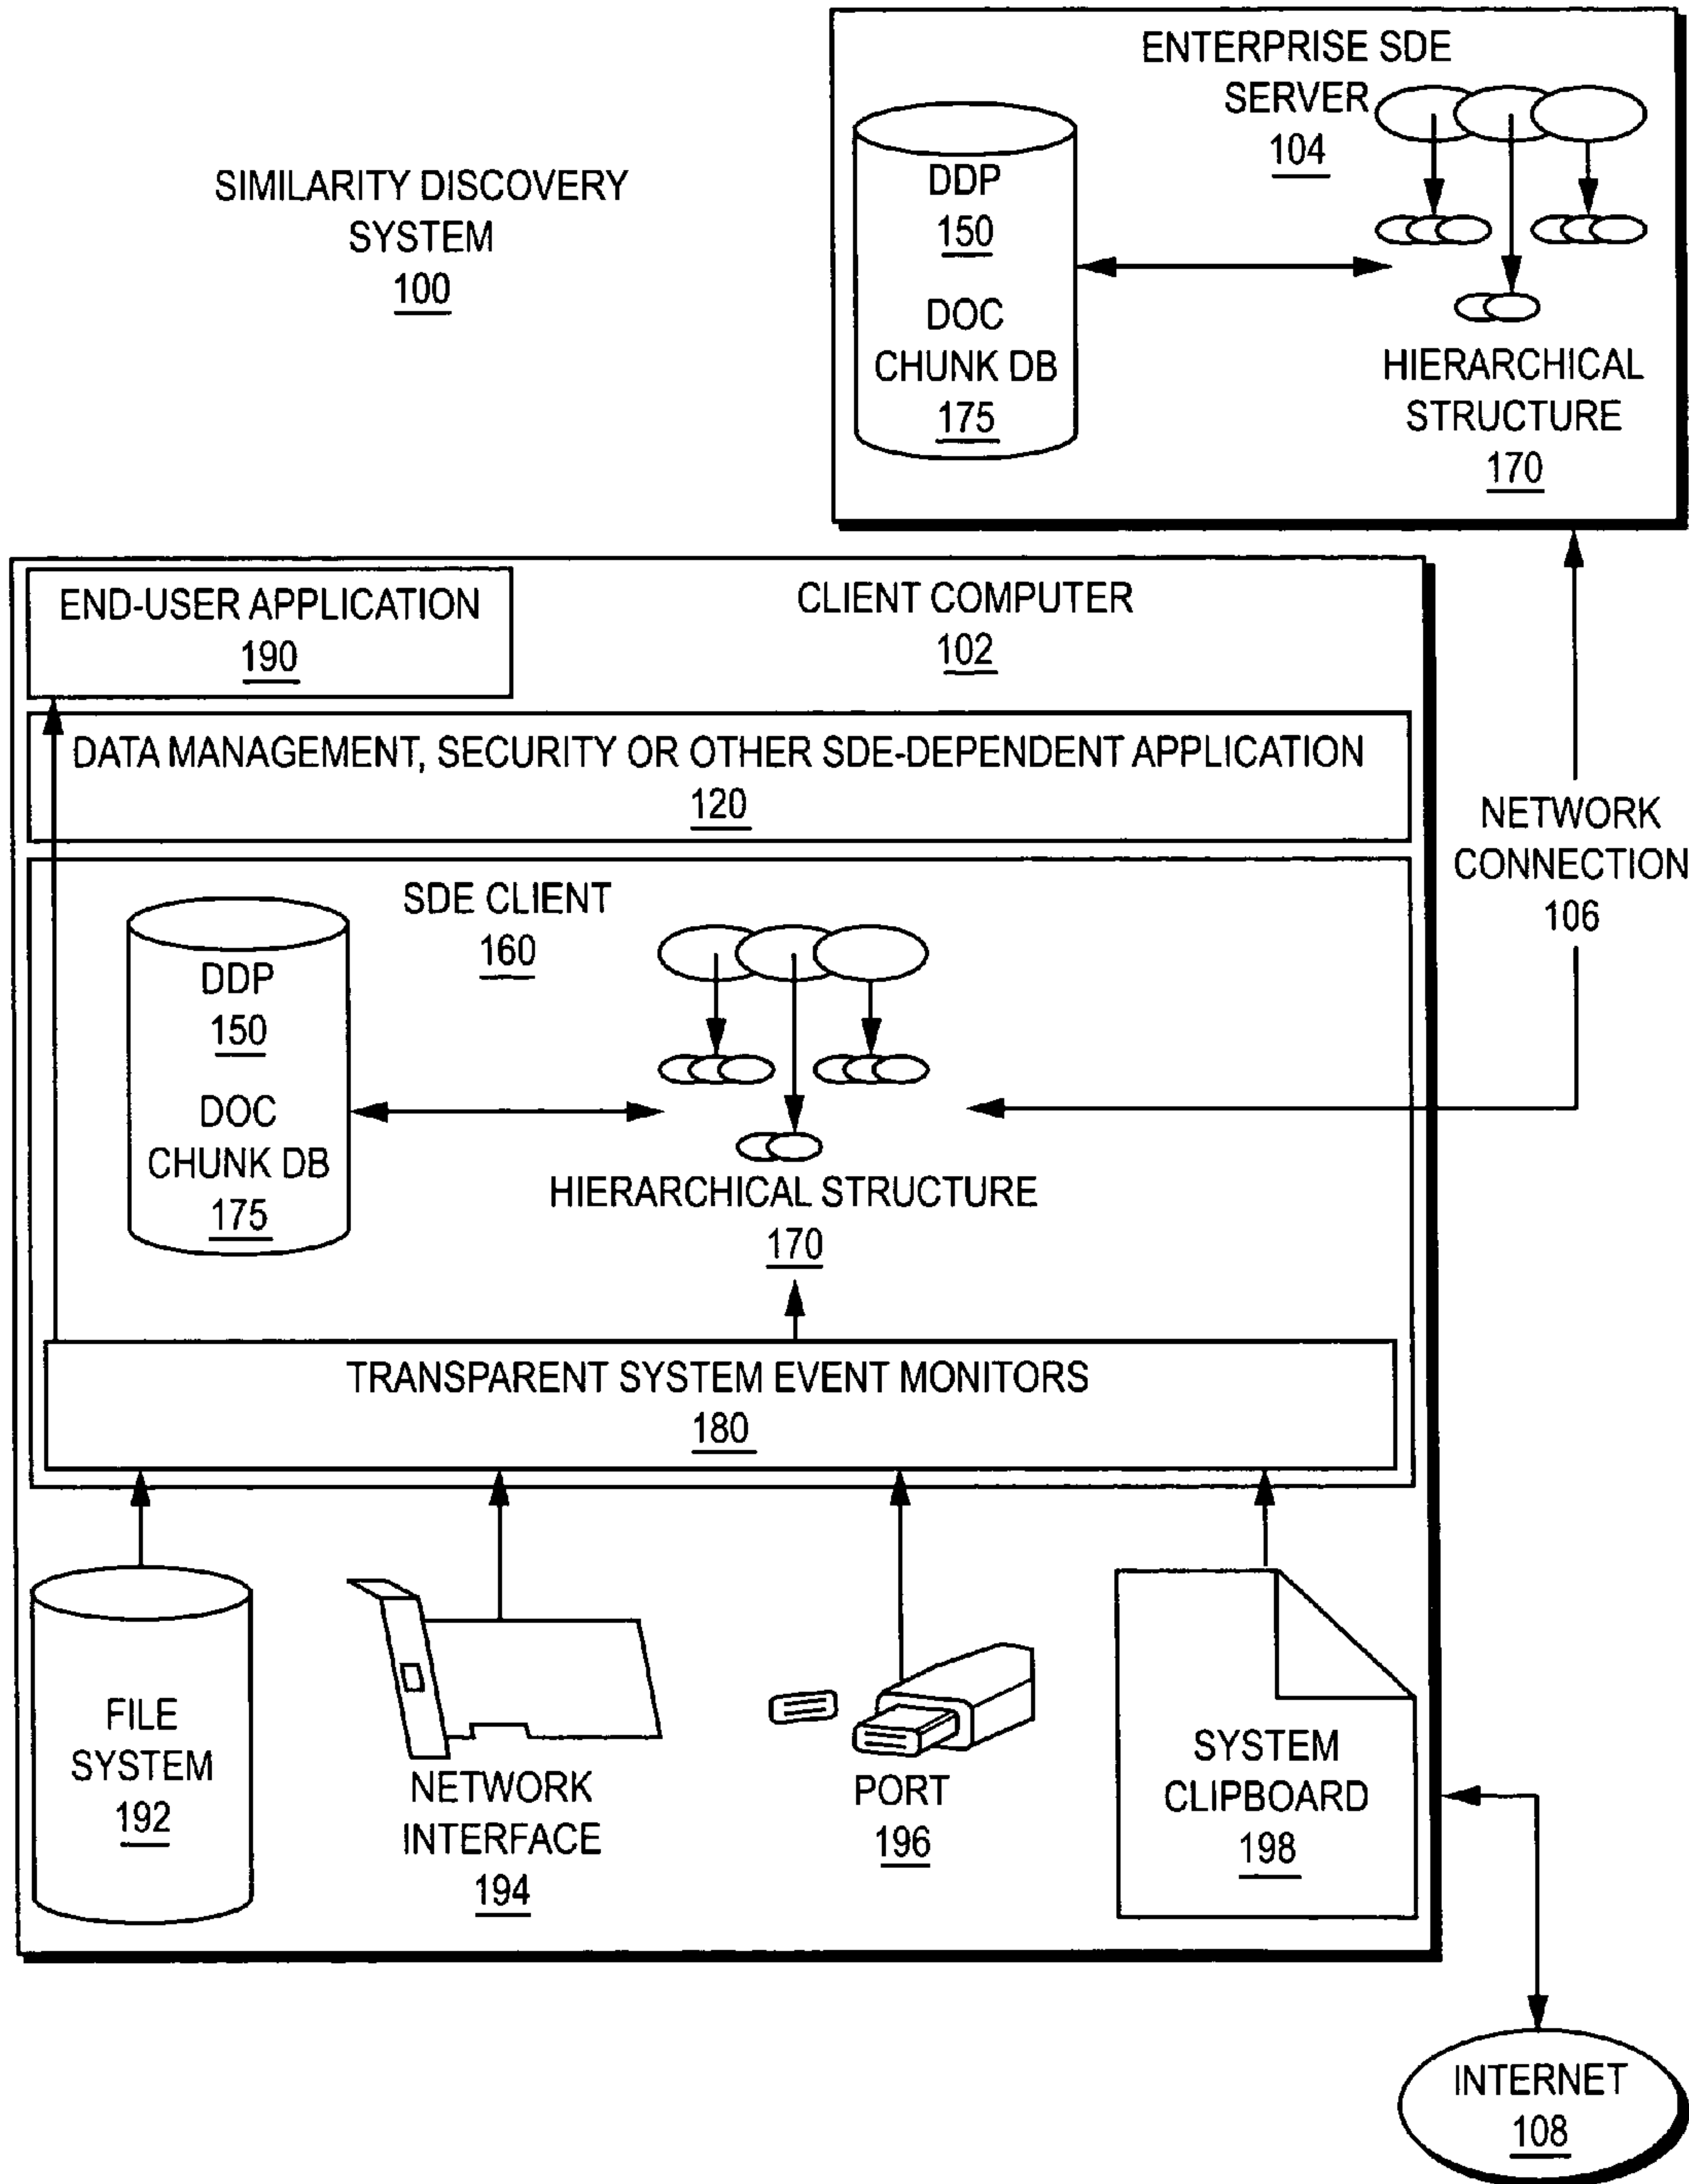 ENTERPRISE SDE
SERVER
104
DDP
150
DOC
CHUNK DB
175
HIERARCHICAL
STRUCTURE
170
SIMILARITY DISCOVERY
SYSTEM
100
END-USER APPLICATION
190
CLIENT COMPUTER
102
DATA MANAGEMENT, SECURITY OR OTHER SDE-DEPENDENT APPLICATION
120
NETWORK
CONNECTION
106
SDE CLIENT
160
DDP
150
DOC
CHUNK DB
175
HIERARCHICAL STRUCTURE
170
TRANSPARENT SYSTEM EVENT MONITORS
180
FILE
SYSTEM
192
NETWORK
INTERFACE
194
PORT
196
SYSTEM
CLIPBOARD
198
INTERNET
108